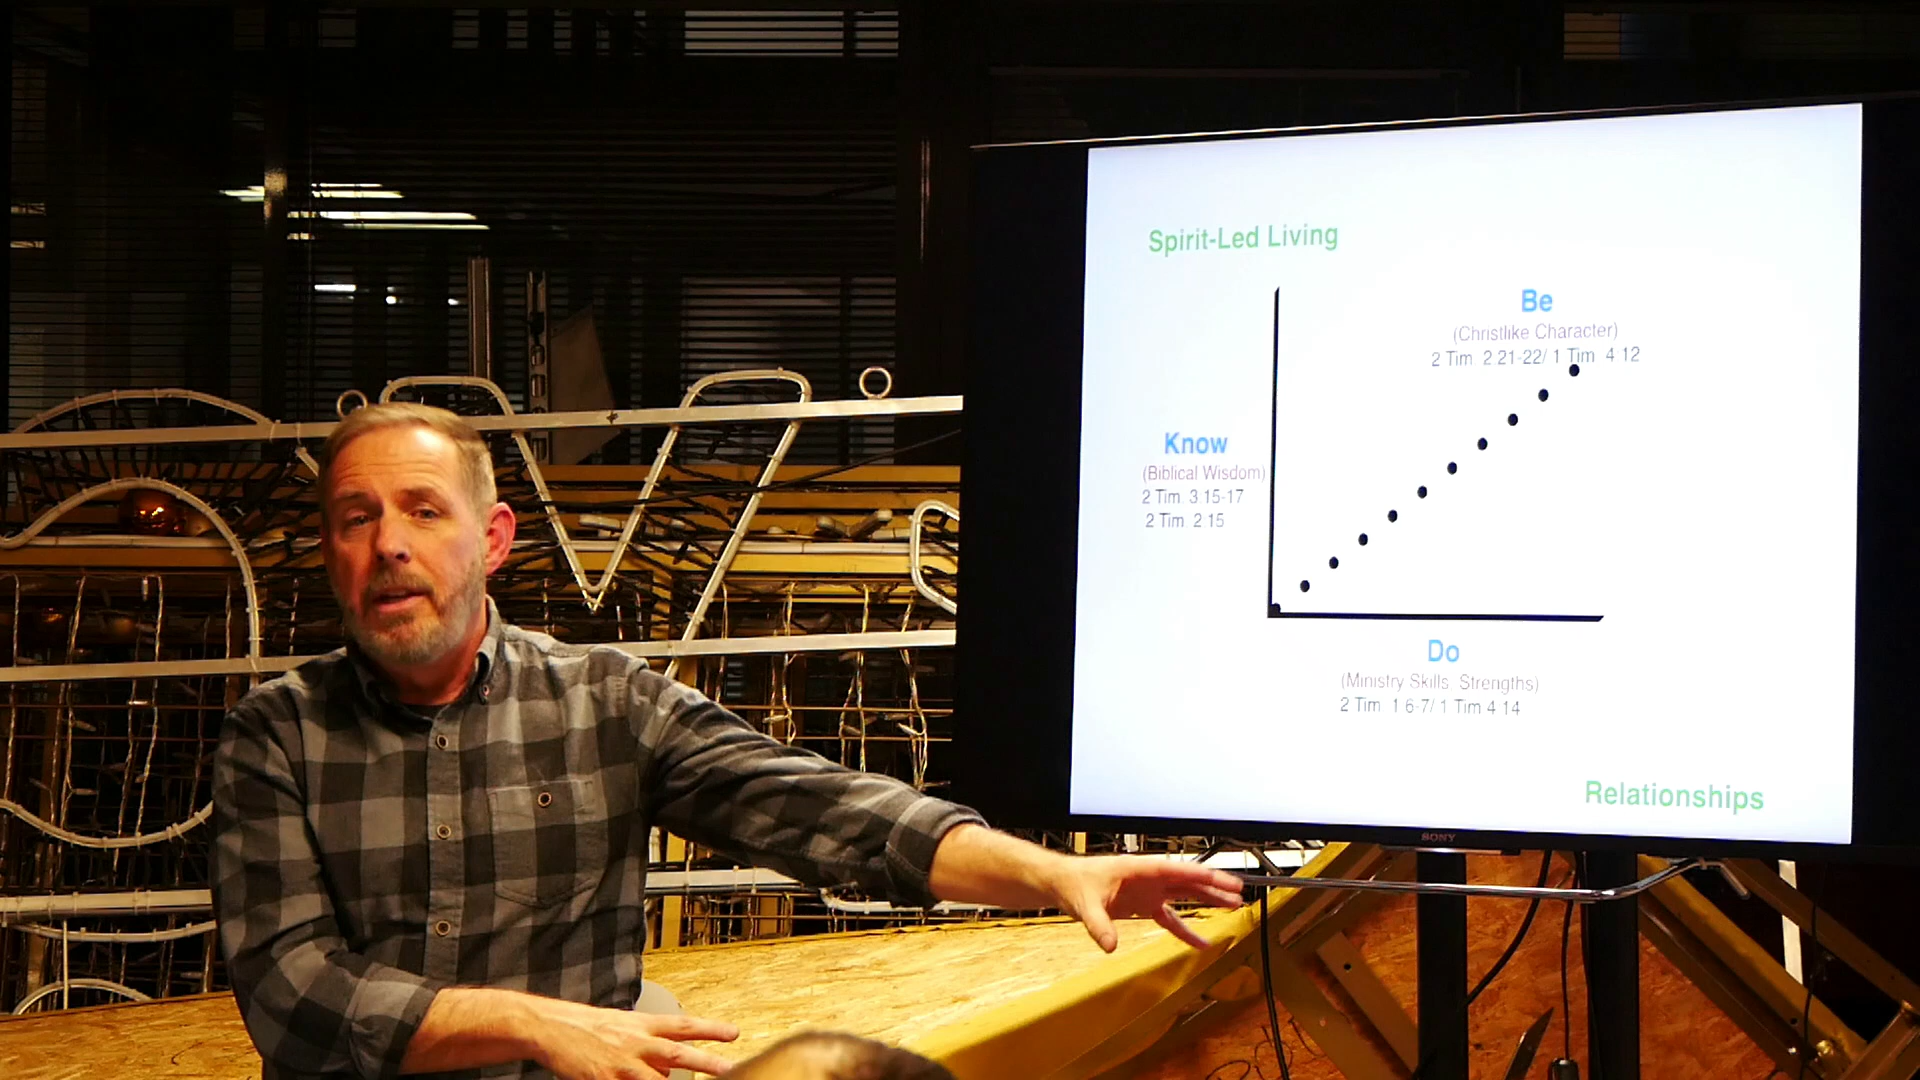 Spirit-Led Living
Be
(Christlike Character)
2 Tim. 2.21-22/ 1 Tim. 4.12
Know
(Biblical Wisdom)
2 Tim. 3.15-17
2 Tim. 2.15
Do
(Ministry Skills, Strengths)
2 Tim. 1.6-7/ 1 Tim 4.14
Relationships
SONY